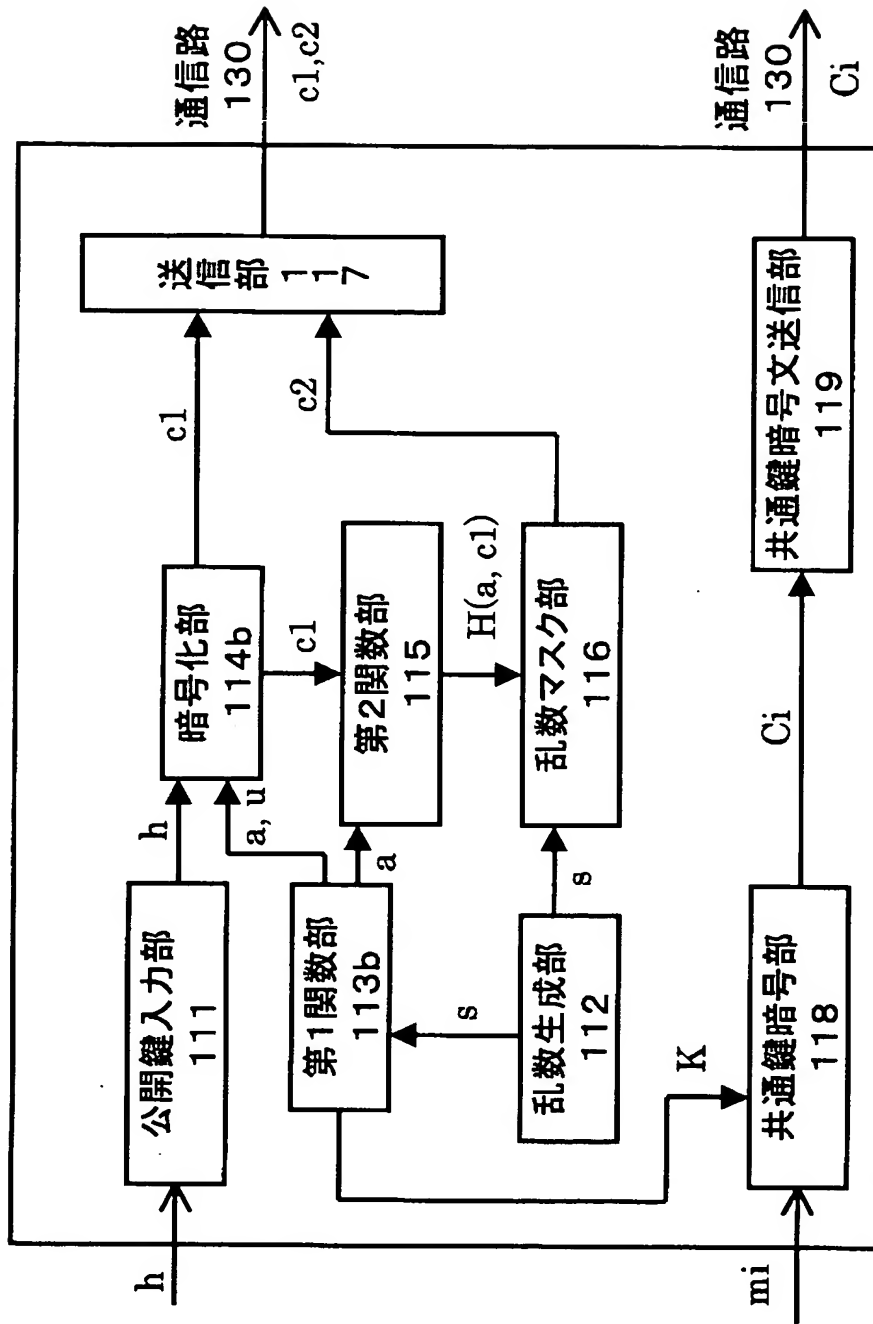 h
公開鍵入力部
111
h
暗号化部
114b
c1
送信部
117
通信路
130
c1,c2
第1関数部
113b
a, u
a
c1
第2関数部
115
c2
H(a, c1)
s
乱数生成部
112
s
乱数マスク部
116
K
mi
共通鍵暗号部
118
Ci
共通鍵暗号文送信部
119
通信路
130
Ci